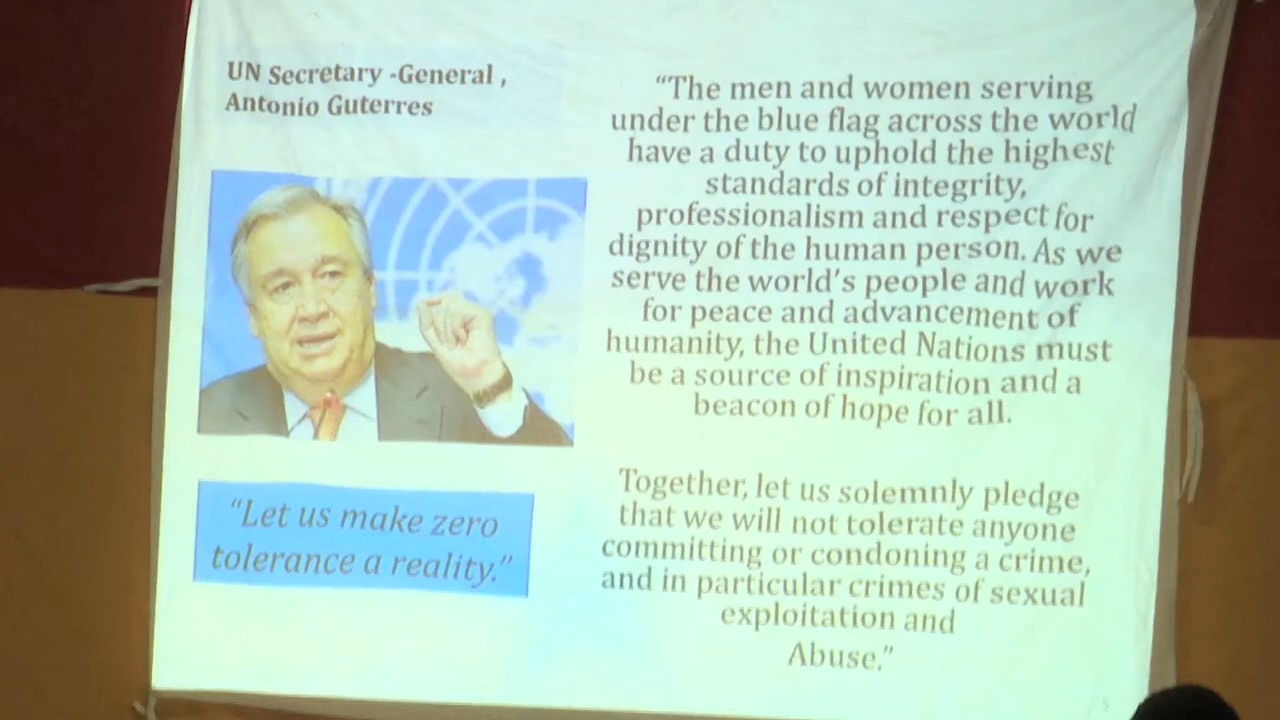 UN Secretary -General ,
Antonio Guterres
“Let us make zero
tolerance a reality.”
“The men and women serving
under the blue flag across the world
have a duty to uphold the highest
standards of integrity,
professionalism and respect for
dignity of the human person. As we
serve the world’s people and work
for peace and advancement of
humanity, the United Nations must
be a source of inspiration and a
beacon of hope for all.
Together, let us solemnly pledge
that we will not tolerate anyone
committing or condoning a crime,
and in particular crimes of sexual
exploitation and
Abuse.”